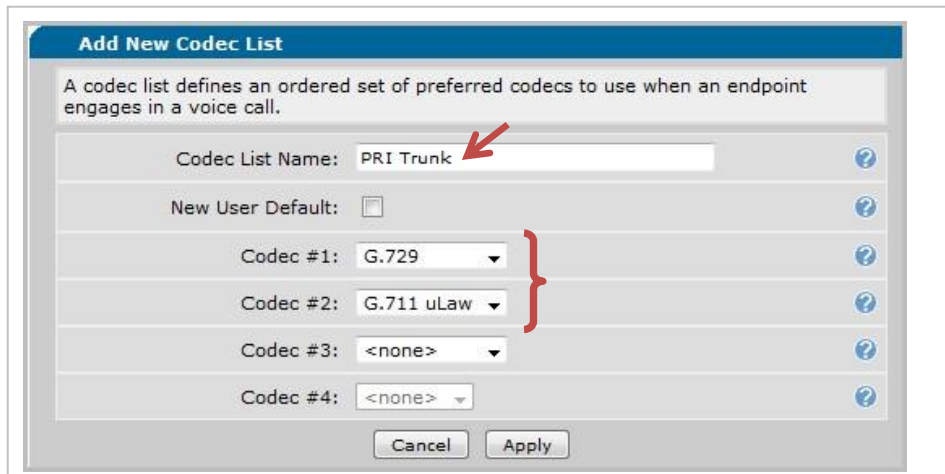 Add New Codec List
A codec list defines an ordered set of preferred codecs to use when an endpoint
engages in a voice call.
Codec List Name: PRI Trunk
New User Default:
Codec #1: G.729
Codec #2: G.711 uLaw
Codec #3: <none>
Codec #4: <none>
Cancel Apply